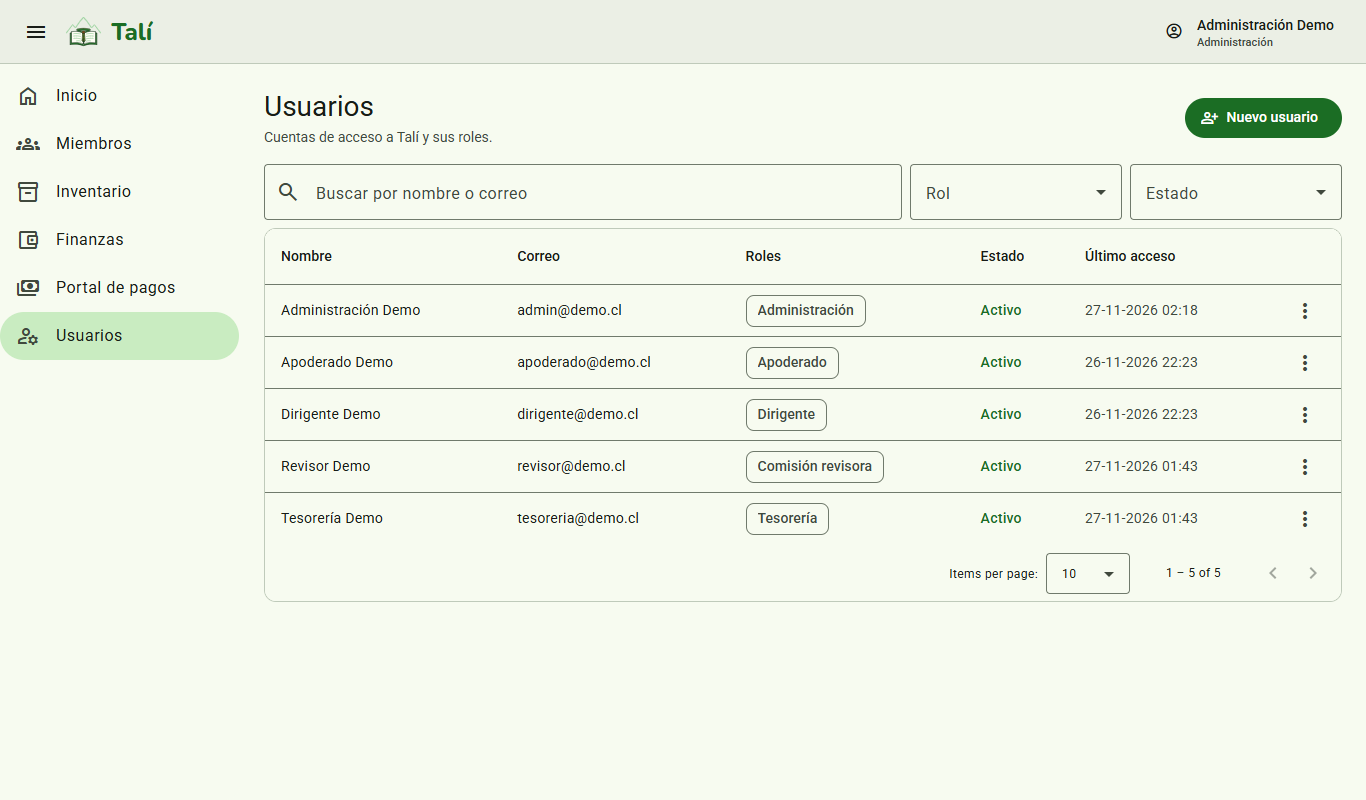 Talí
Administración Demo
Administración
Inicio
Miembros
Inventario
Finanzas
Portal de pagos
Usuarios
Usuarios
Cuentas de acceso a Talí y sus roles.
Nuevo usuario
Buscar por nombre o correo
Rol
Estado
Nombre Correo Roles Estado Último acceso
Administración Demo admin@demo.cl Administración Activo 27-11-2026 02:18
Apoderado Demo apoderado@demo.cl Apoderado Activo 26-11-2026 22:23
Dirigente Demo dirigente@demo.cl Dirigente Activo 26-11-2026 22:23
Revisor Demo revisor@demo.cl Comisión revisora Activo 27-11-2026 01:43
Tesorería Demo tesoreria@demo.cl Tesorería Activo 27-11-2026 01:43
Items per page: 10 1 – 5 of 5